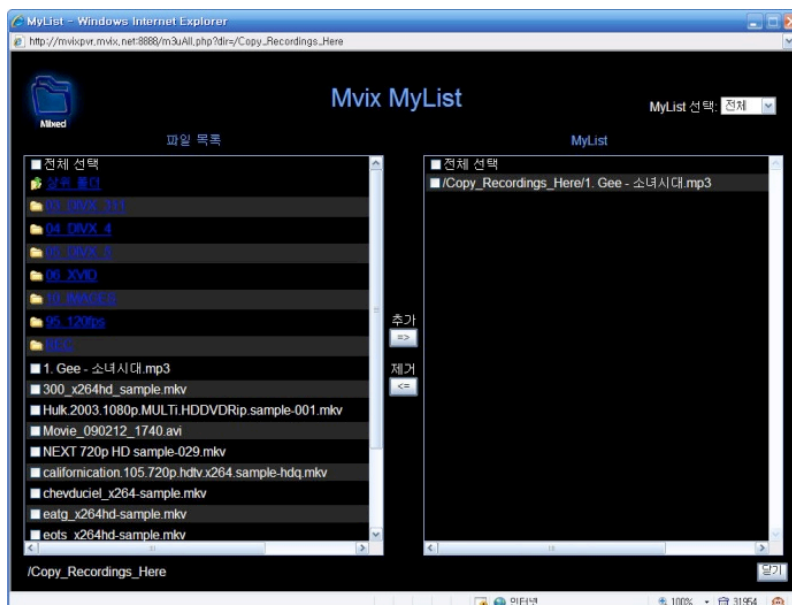 MyList - Windows Internet Explorer
http://mvixpvr.mvix.net:8888/m3uAll.php?dir=/Copy_Recordings_Here
Mixed
Mvix MyList
MyList 선택: 전체
파일 목록
MyList
전체 선택
상위 폴더
03_DIVX_311
04_DIVX_4
05_DIVX_5
06_XVID
95_120fps
REC
1. Gee - 소녀시대.mp3
300_x264hd_sample.mkv
Hulk.2003.1080p.MULTi.HDDVDRip.sample-001.mkv
Movie_090212_1740.avi
NEXT 720p HD sample-029.mkv
californication.105.720p.hdtv.x264.sample-hdq.mkv
chevduciel_x264-sample.mkv
eatg_x264hd-sample.mkv
eots_x264hd-sample.mkv
추가
=>
제거
<=
전체 선택
/Copy_Recordings_Here/1. Gee - 소녀시대.mp3
/Copy_Recordings_Here
닫기
인터넷
100%
31954